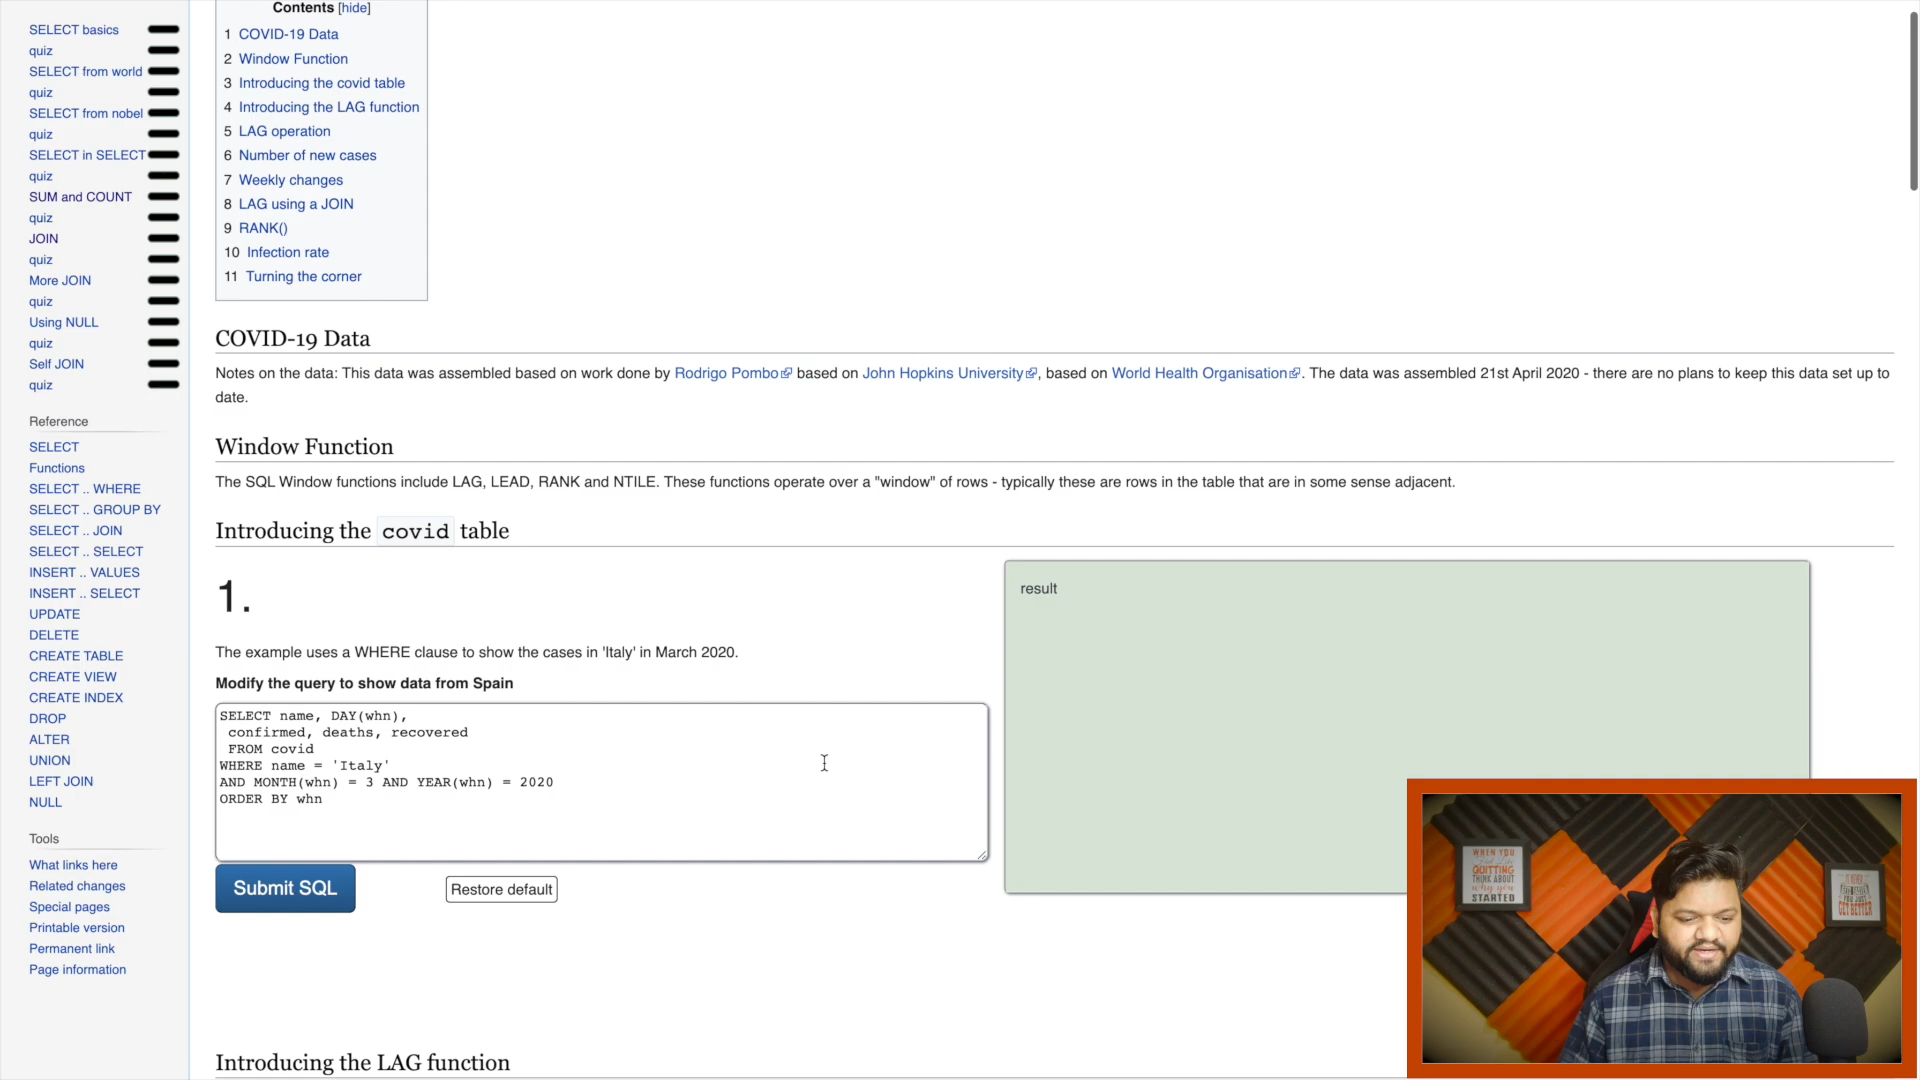 SELECT basics
quiz
SELECT from world
quiz
SELECT from nobel
quiz
SELECT in SELECT
quiz
SUM and COUNT
quiz
JOIN
quiz
More JOIN
quiz
Using NULL
quiz
Self JOIN
quiz
Reference
SELECT
Functions
SELECT .. WHERE
SELECT .. GROUP BY
SELECT .. JOIN
SELECT .. SELECT
INSERT .. VALUES
INSERT .. SELECT
UPDATE
DELETE
CREATE TABLE
CREATE VIEW
CREATE INDEX
DROP
ALTER
UNION
LEFT JOIN
NULL
Tools
What links here
Related changes
Special pages
Printable version
Permanent link
Page information
Contents [hide]
1 COVID-19 Data
2 Window Function
3 Introducing the covid table
4 Introducing the LAG function
5 LAG operation
6 Number of new cases
7 Weekly changes
8 LAG using a JOIN
9 RANK()
10 Infection rate
11 Turning the corner
COVID-19 Data
Notes on the data: This data was assembled based on work done by Rodrigo Pombo based on John Hopkins University, based on World Health Organisation. The data was assembled 21st April 2020 - there are no plans to keep this data set up to
date.
Window Function
The SQL Window functions include LAG, LEAD, RANK and NTILE. These functions operate over a "window" of rows - typically these are rows in the table that are in some sense adjacent.
Introducing the covid table
1.
The example uses a WHERE clause to show the cases in 'Italy' in March 2020.
Modify the query to show data from Spain
SELECT name, DAY(whn),
confirmed, deaths, recovered
FROM covid
WHERE name = 'Italy'
AND MONTH(whn) = 3 AND YEAR(whn) = 2020
ORDER BY whn
Submit SQL
Restore default
result
Introducing the LAG function
WHEN YOU
Feel Like
QUITTING
THINK ABOUT
why you
STARTED
GET BETTER